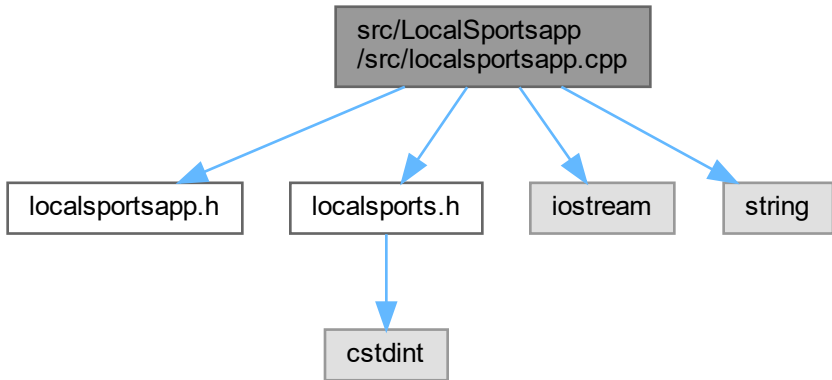 src/LocalSportsapp
/src/localsportsapp.cpp
localsportsapp.h
localsports.h
iostream
string
cstdint